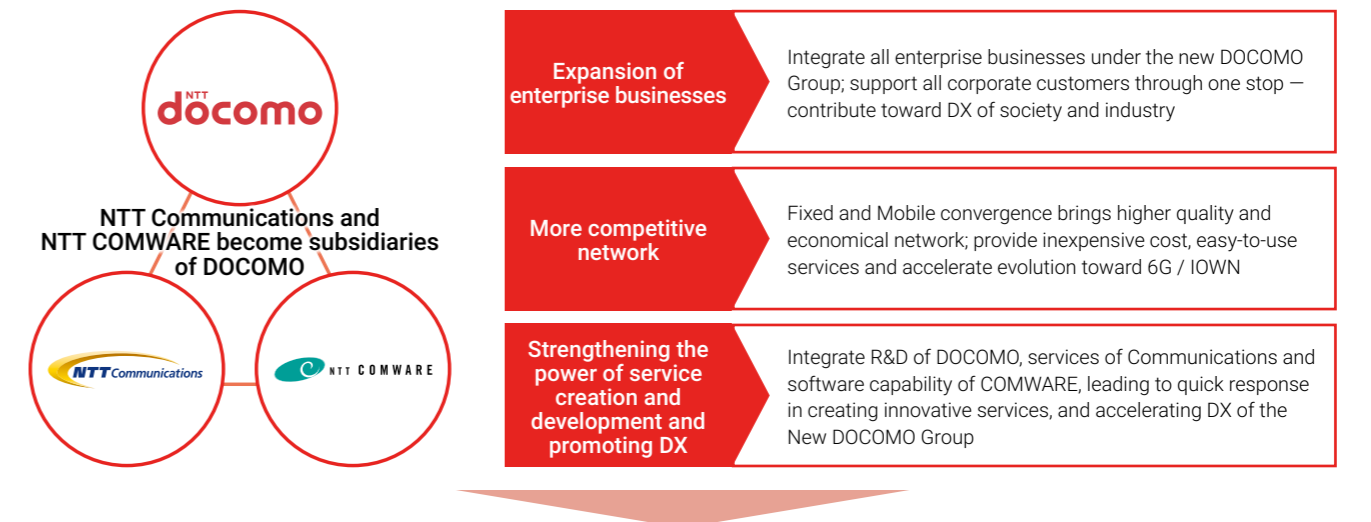 NTT
döcomo
NTT Communications and
NTT COMWARE become subsidiaries
of DOCOMO
NTT Communications
NTT COMWARE
Expansion of
enterprise businesses
Integrate all enterprise businesses under the new DOCOMO
Group; support all corporate customers through one stop —
contribute toward DX of society and industry
More competitive
network
Fixed and Mobile convergence brings higher quality and
economical network; provide inexpensive cost, easy-to-use
services and accelerate evolution toward 6G / IOWN
Strengthening the
power of service
creation and
development and
promoting DX
Integrate R&D of DOCOMO, services of Communications and
software capability of COMWARE, leading to quick response
in creating innovative services, and accelerating DX of the
New DOCOMO Group